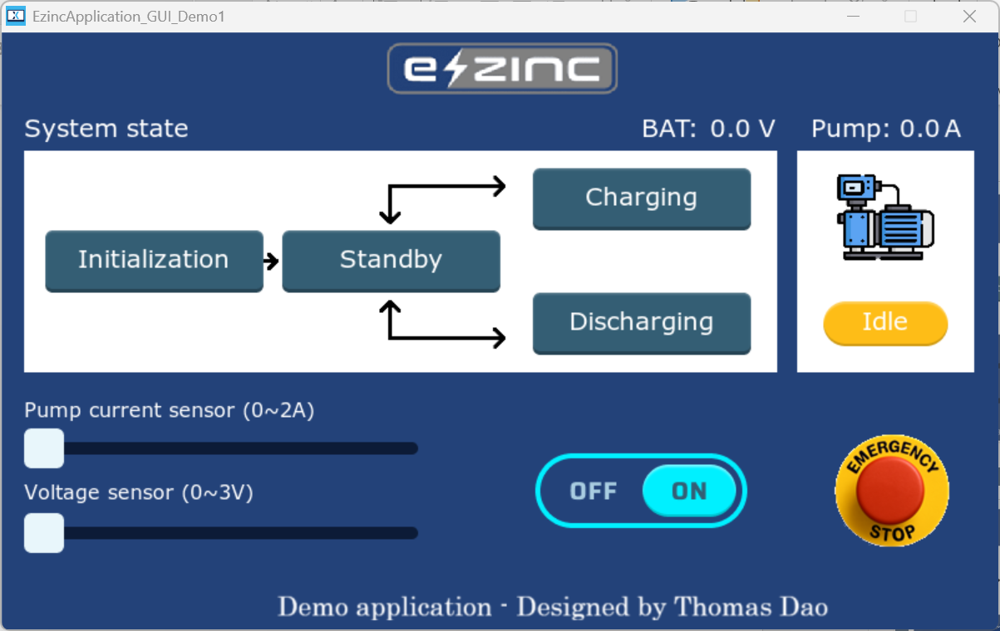 EzincApplication_GUI_Demo1
e zinc
System state
BAT: 0.0 V
Pump: 0.0 A
Charging
Initialization
Standby
Discharging
Idle
Pump current sensor (0~2A)
Voltage sensor (0~3V)
OFF ON
EMERGENCY
STOP
Demo application - Designed by Thomas Dao